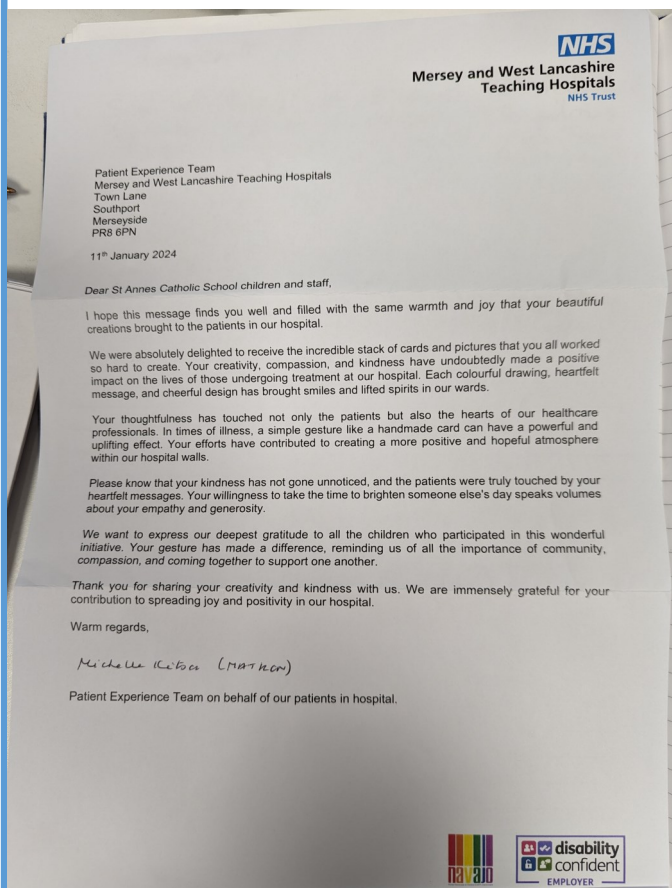 NHS
Mersey and West Lancashire
Teaching Hospitals
NHS Trust
Patient Experience Team
Mersey and West Lancashire Teaching Hospitals
Town Lane
Southport
Merseyside
PR8 6PN
11th January 2024
Dear St Annes Catholic School children and staff,
I hope this message finds you well and filled with the same warmth and joy that your beautiful
creations brought to the patients in our hospital.
We were absolutely delighted to receive the incredible stack of cards and pictures that you all worked
so hard to create. Your creativity, compassion, and kindness have undoubtedly made a positive
impact on the lives of those undergoing treatment at our hospital. Each colourful drawing, heartfelt
message, and cheerful design has brought smiles and lifted spirits in our wards.
Your thoughtfulness has touched not only the patients but also the hearts of our healthcare
professionals. In times of illness, a simple gesture like a handmade card can have a powerful and
uplifting effect. Your efforts have contributed to creating a more positive and hopeful atmosphere
within our hospital walls.
Please know that your kindness has not gone unnoticed, and the patients were truly touched by your
heartfelt messages. Your willingness to take the time to brighten someone else's day speaks volumes
about your empathy and generosity.
We want to express our deepest gratitude to all the children who participated in this wonderful
initiative. Your gesture has made a difference, reminding us of all the importance of community,
compassion, and coming together to support one another.
Thank you for sharing your creativity and kindness with us. We are immensely grateful for your
contribution to spreading joy and positivity in our hospital.
Warm regards,
Michelle (MATRON)
Patient Experience Team on behalf of our patients in hospital.
navajo
disability
confident
EMPLOYER